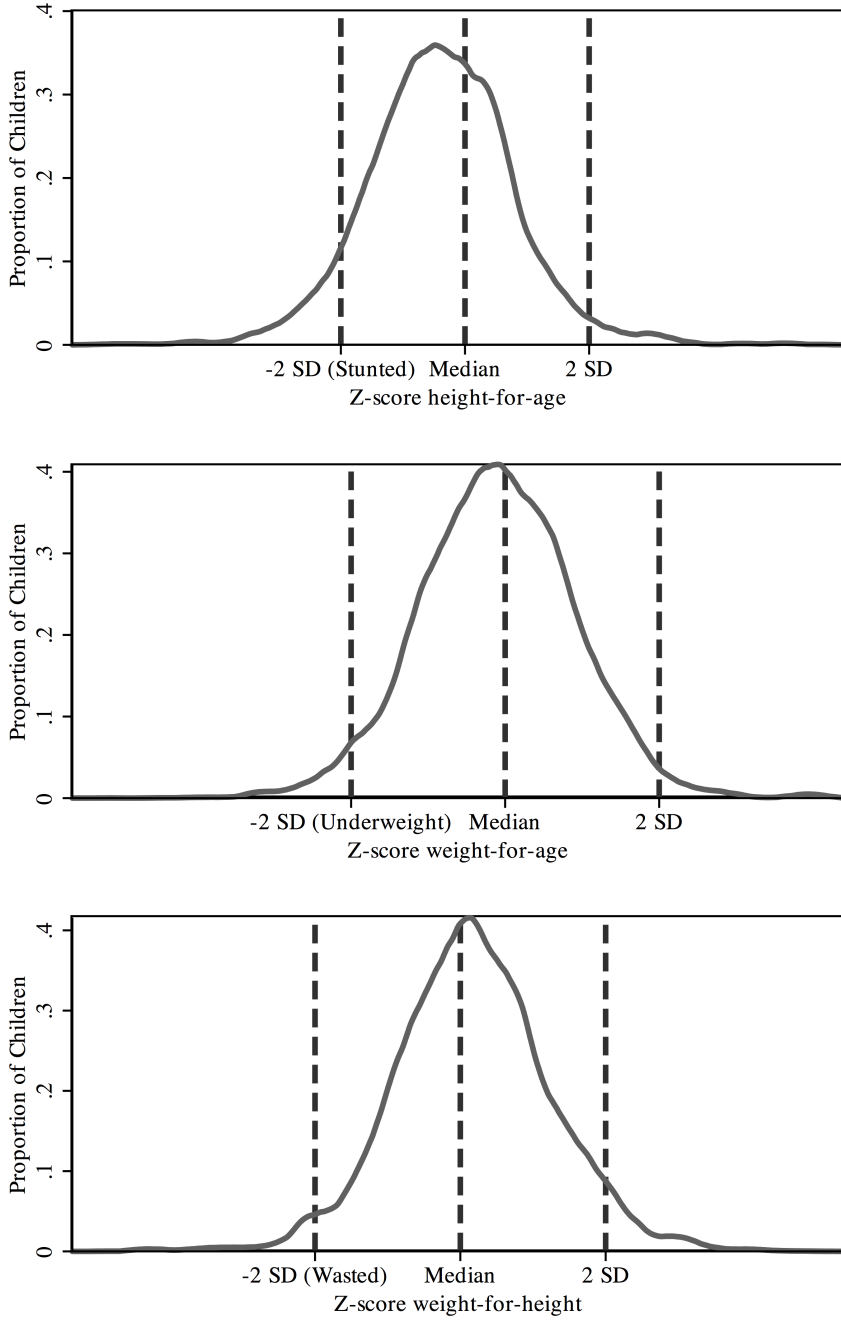 Proportion of Children
.4
.3
.2
.1
0
-2 SD (Stunted) Median 2 SD
Z-score height-for-age
Proportion of Children
.4
.3
.2
.1
0
-2 SD (Underweight) Median 2 SD
Z-score weight-for-age
Proportion of Children
.4
.3
.2
.1
0
-2 SD (Wasted) Median 2 SD
Z-score weight-for-height